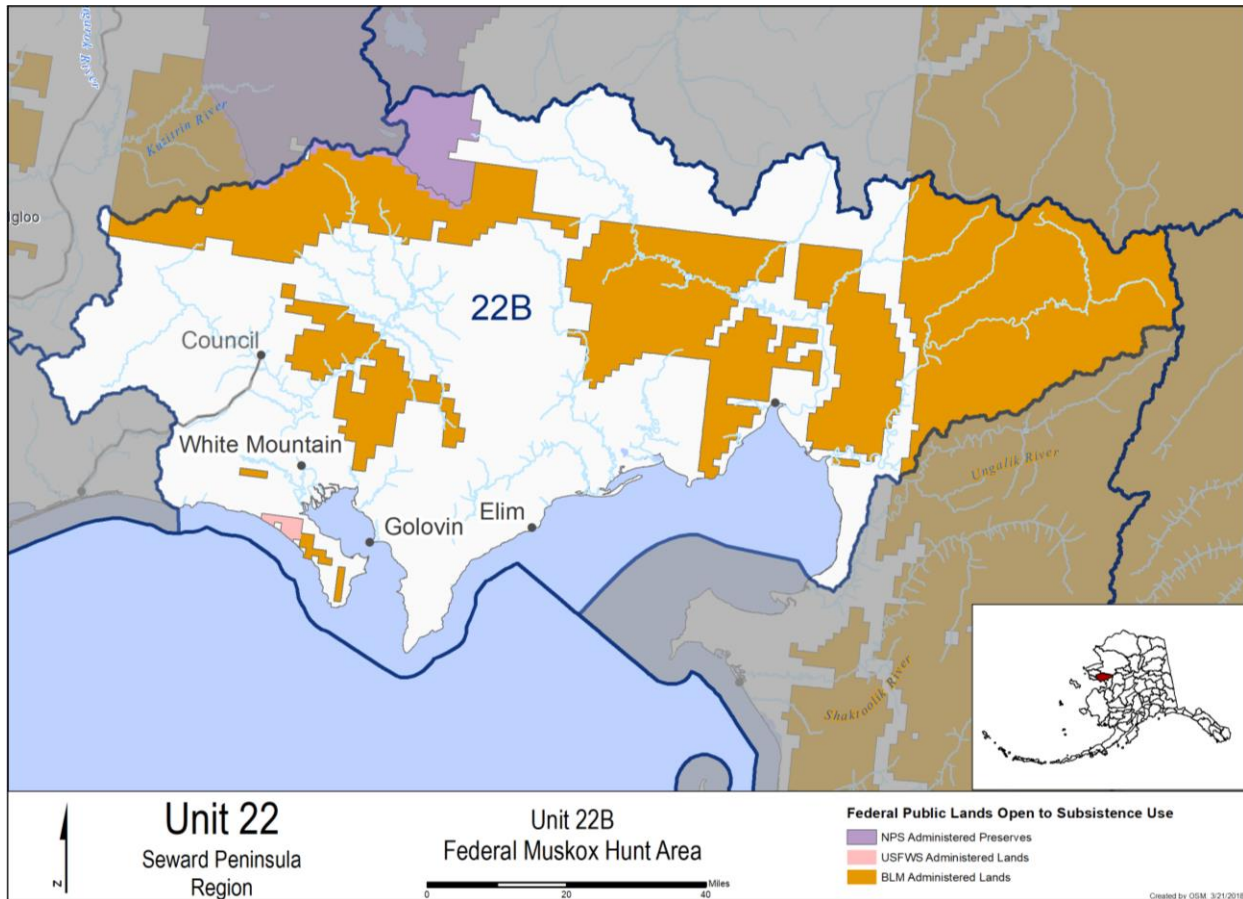 Kuzitrin River
Igloo
22B
Council
White Mountain
Golovin
Elim
Ungalik River
Shaktoolik River
Unit 22
Seward Peninsula
Region
Unit 22B
Federal Muskox Hunt Area
Miles
0 20 40
N
Federal Public Lands Open to Subsistence Use
NPS Administered Preserves
USFWS Administered Lands
BLM Administered Lands
Created by OSM, 3/21/2018